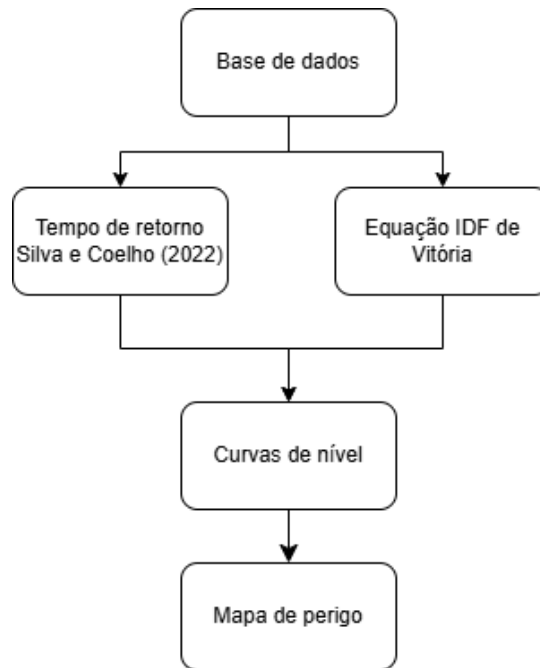 Base de dados
Tempo de retorno
Silva e Coelho (2022)
Equação IDF de
Vitória
Curvas de nível
Mapa de perigo